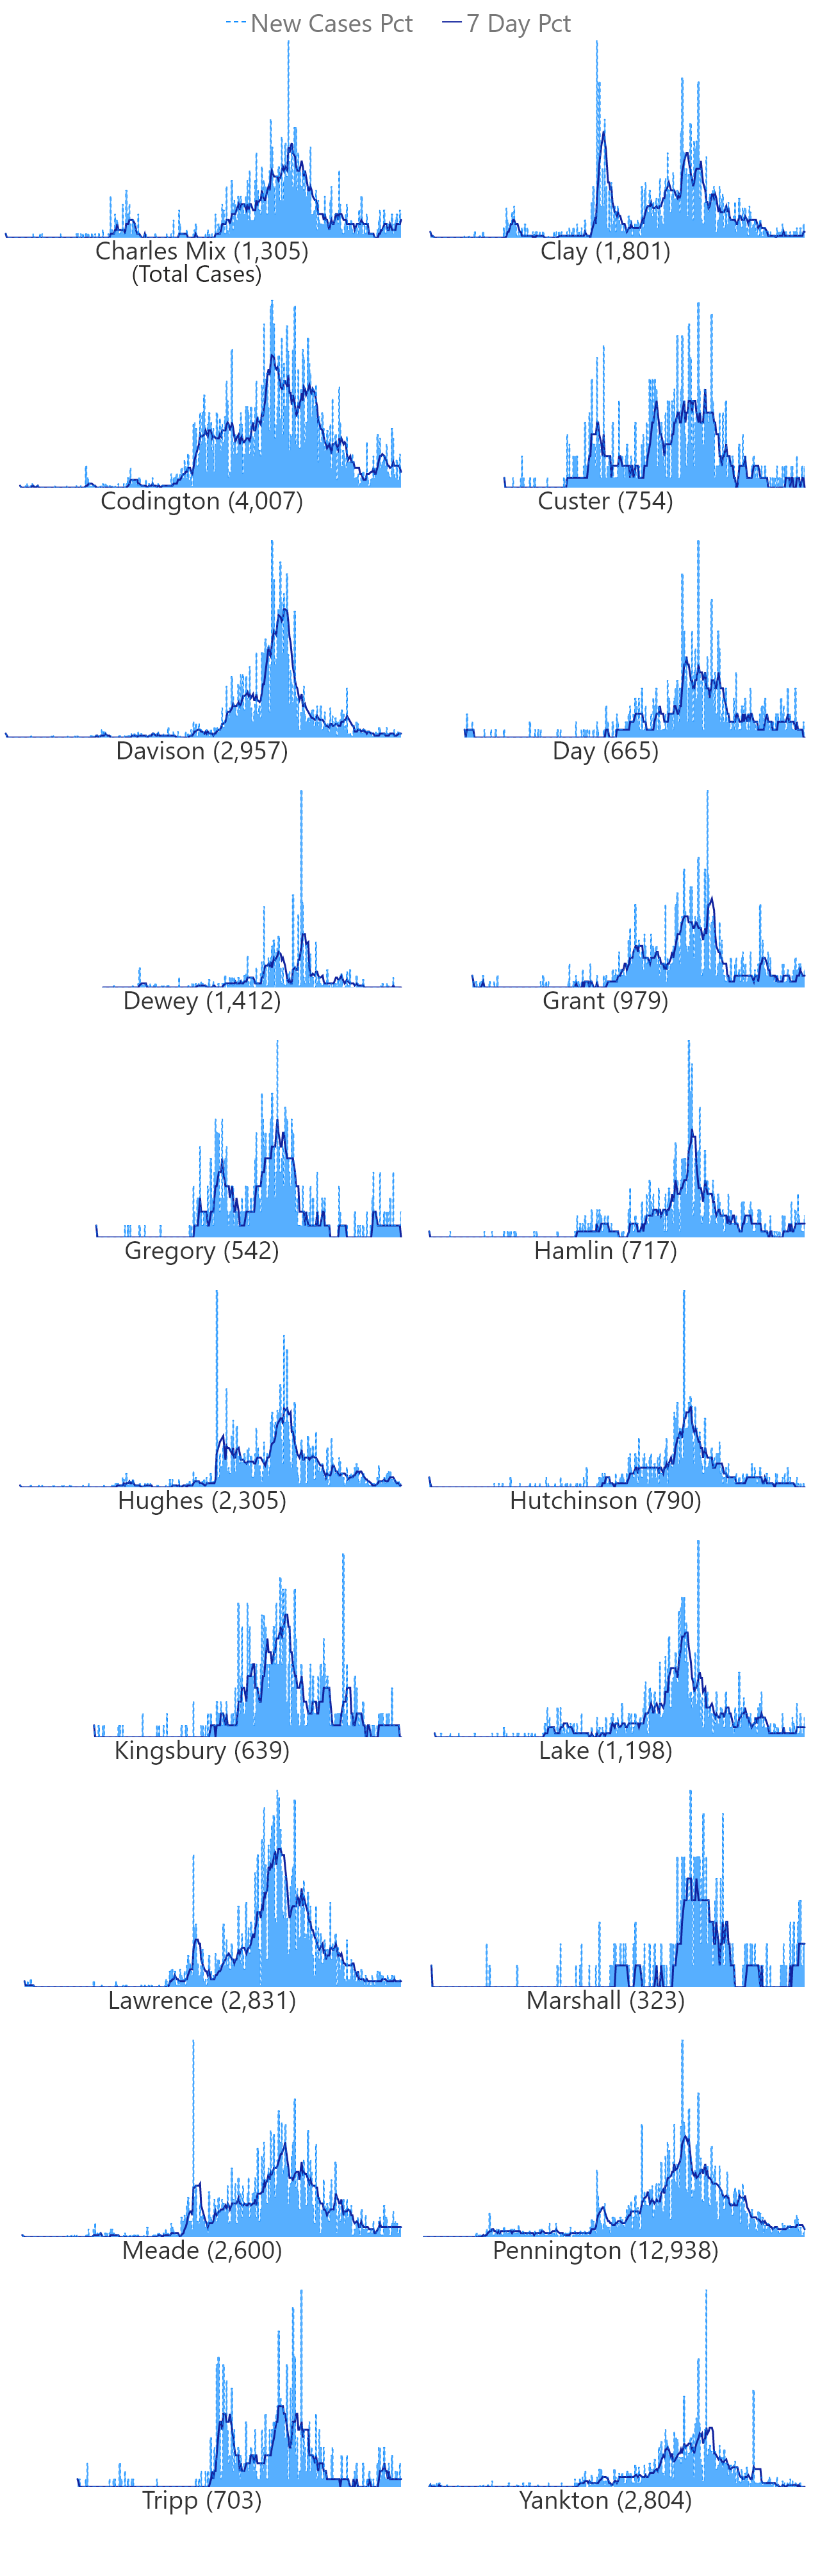 New Cases Pct 7 Day Pct
Charles Mix (1,305) Clay (1,801)
(Total Cases)
Codington (4,007) Custer (754)
Davison (2,957) Day (665)
Dewey (1,412) Grant (979)
Gregory (542) Hamlin (717)
Hughes (2,305) Hutchinson (790)
Kingsbury (639) Lake (1,198)
Lawrence (2,831) Marshall (323)
Meade (2,600) Pennington (12,938)
Tripp (703) Yankton (2,804)